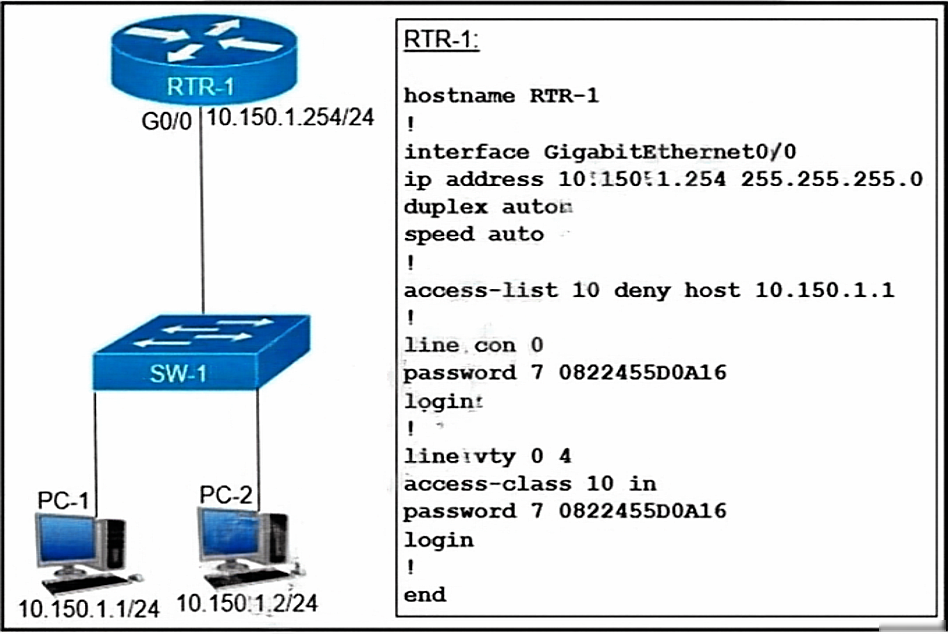 RTR-1
G0/0 10.150.1.254/24
SW-1
PC-1
PC-2
10.150.1.1/24
10.150.1.2/24
RTR-1:
hostname RTR-1
!
interface GigabitEthernet0/0
ip address 10.150.1.254 255.255.255.0
duplex auto
speed auto
!
access-list 10 deny host 10.150.1.1
!
line con 0
password 7 0822455D0A16
login
!
line vty 0 4
access-class 10 in
password 7 0822455D0A16
login
!
end